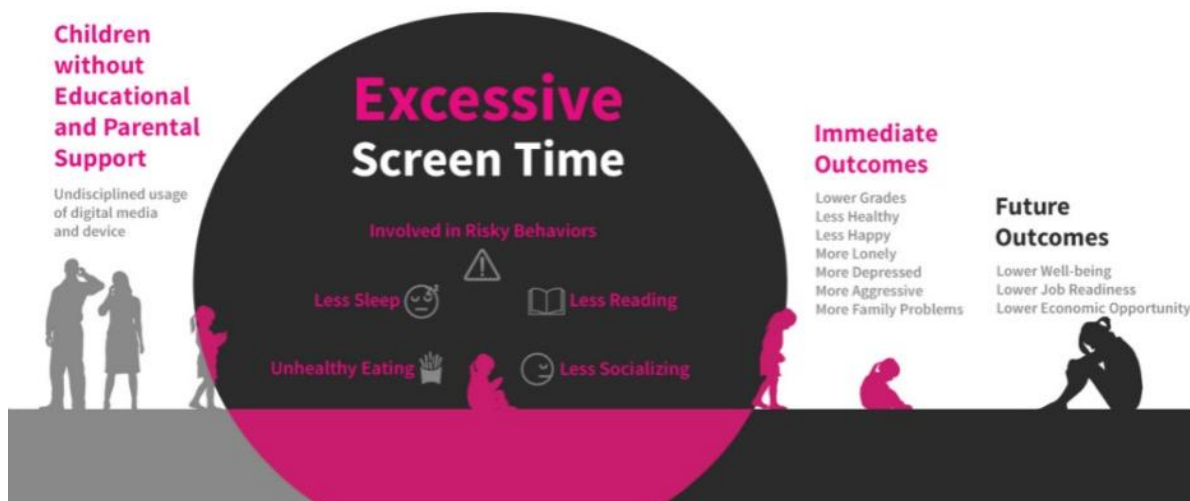 Children
without
Educational
and Parental
Support
Undisciplined usage
of digital media
and device
Excessive
Screen Time
Involved in Risky Behaviors
Less Sleep
Less Reading
Unhealthy Eating
Less Socializing
Immediate
Outcomes
Lower Grades
Less Healthy
Less Happy
More Lonely
More Depressed
More Aggressive
More Family Problems
Future
Outcomes
Lower Well-being
Lower Job Readiness
Lower Economic Opportunity